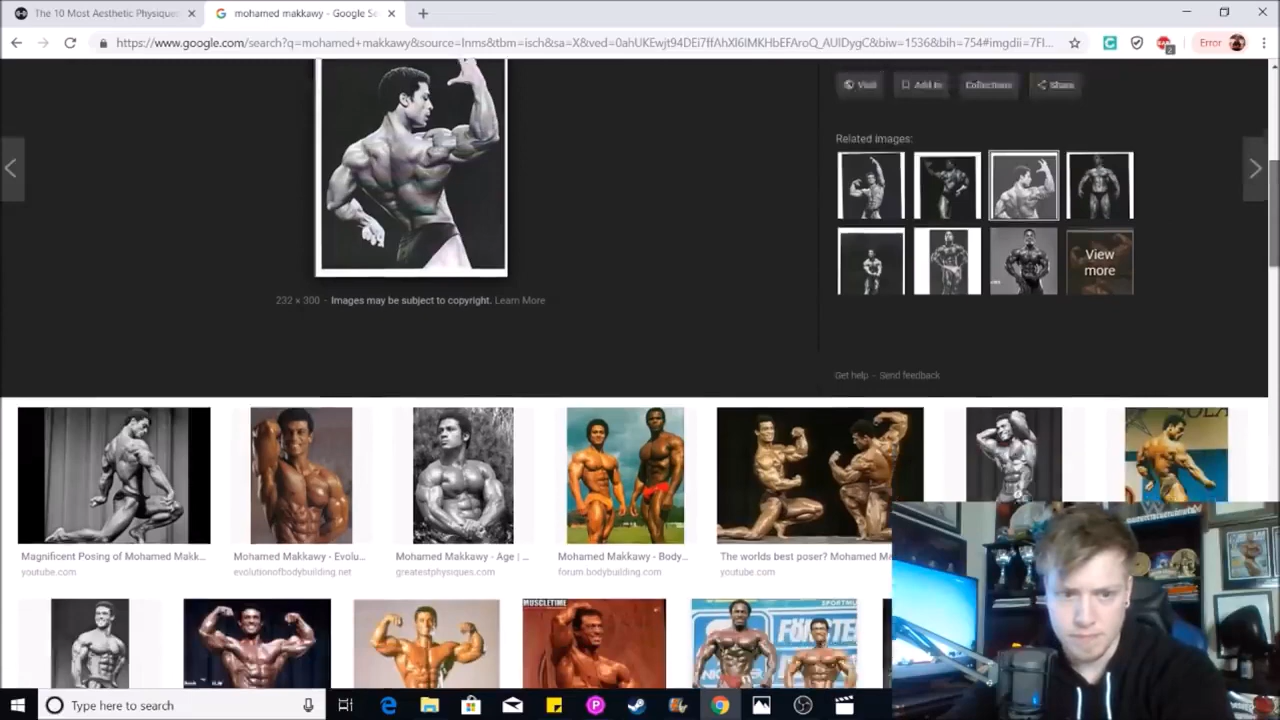 The 10 Most Aesthetic Physiques
mohamed makkawy - Google Se
https://www.google.com/search?q=mohamed+makkawy&source=lnms&tbm=isch&sa=X&ved=0ahUKEwjt94DEi7ffAhXI6IMKHbEFAroQ_AUIDygC&biw=1536&bih=754#imgdii=7FI...
2
Error
Visit
Add to
Collections
Share
Related images:
View
more
232 × 300 - Images may be subject to copyright. Learn More
Get help - Send feedback
Magnificent Posing of Mohamed Makk...
youtube.com
Mohamed Makkawy - Evolu...
evolutionofbodybuilding.net
Mohamed Makkawy - Age | ...
greatestphysiques.com
Mohamed Makkawy - Body...
forum.bodybuilding.com
The worlds best poser? Mohamed M
youtube.com
MUSCLETIME
SPORTMU
Type here to search